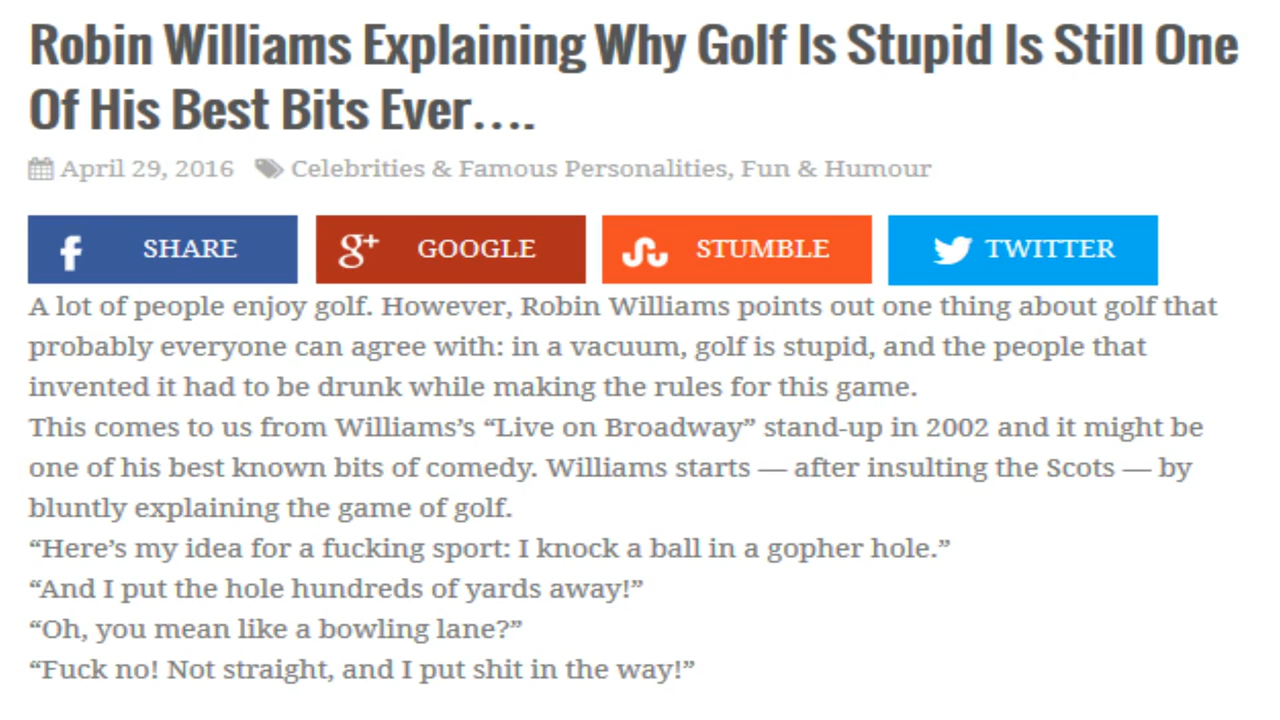 Robin Williams Explaining Why Golf Is Stupid Is Still One
Of His Best Bits Ever….
April 29, 2016 Celebrities & Famous Personalities, Fun & Humour
f SHARE g+ GOOGLE STUMBLE TWITTER
A lot of people enjoy golf. However, Robin Williams points out one thing about golf that
probably everyone can agree with: in a vacuum, golf is stupid, and the people that
invented it had to be drunk while making the rules for this game.
This comes to us from Williams’s “Live on Broadway” stand-up in 2002 and it might be
one of his best known bits of comedy. Williams starts — after insulting the Scots — by
bluntly explaining the game of golf.
“Here’s my idea for a fucking sport: I knock a ball in a gopher hole.”
“And I put the hole hundreds of yards away!”
“Oh, you mean like a bowling lane?”
“Fuck no! Not straight, and I put shit in the way!”